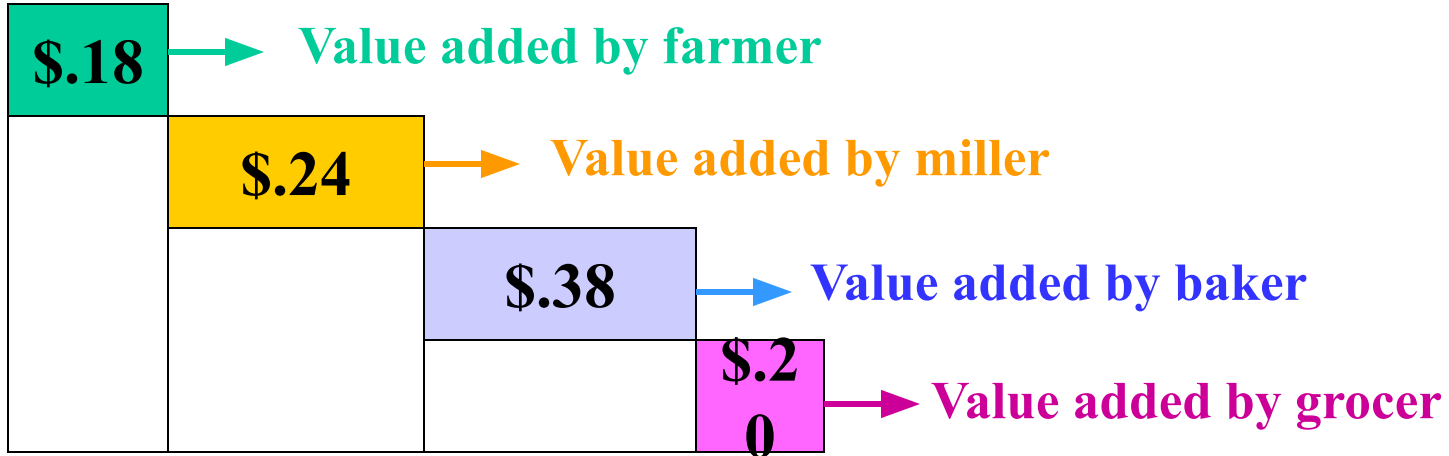 $.18
Value added by farmer
$.24
Value added by miller
$.38
Value added by baker
$.2
0
Value added by grocer